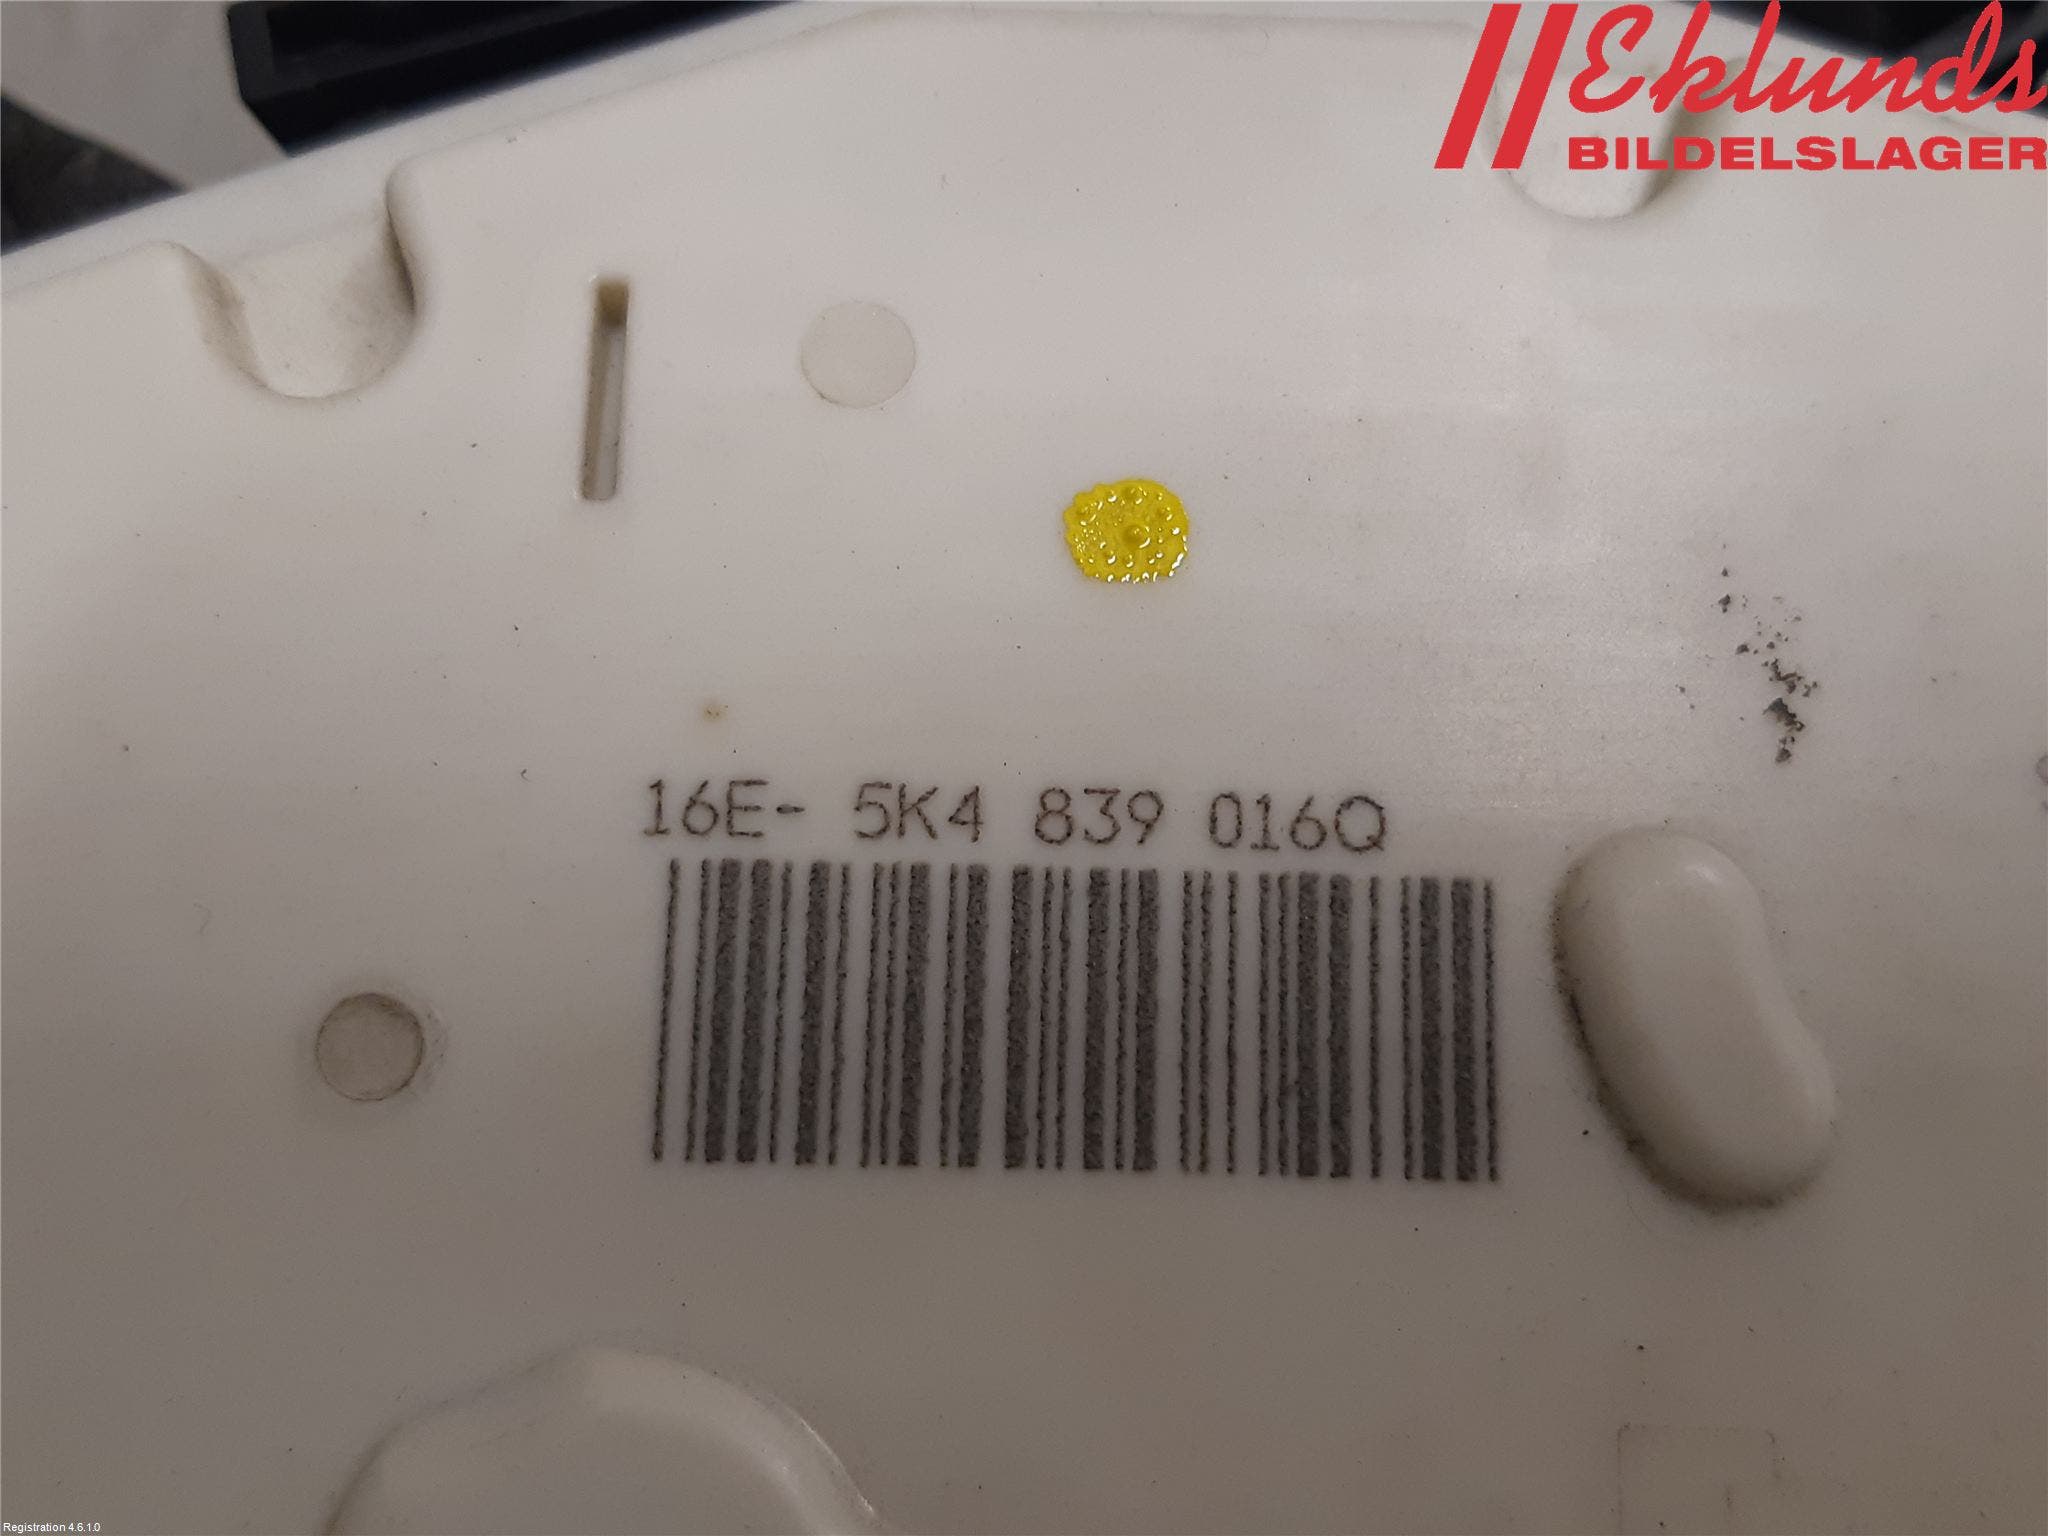 Eklunds
BILDELSLAGER
16E- 5K4 839 016Q
Registration 4.6.1.0